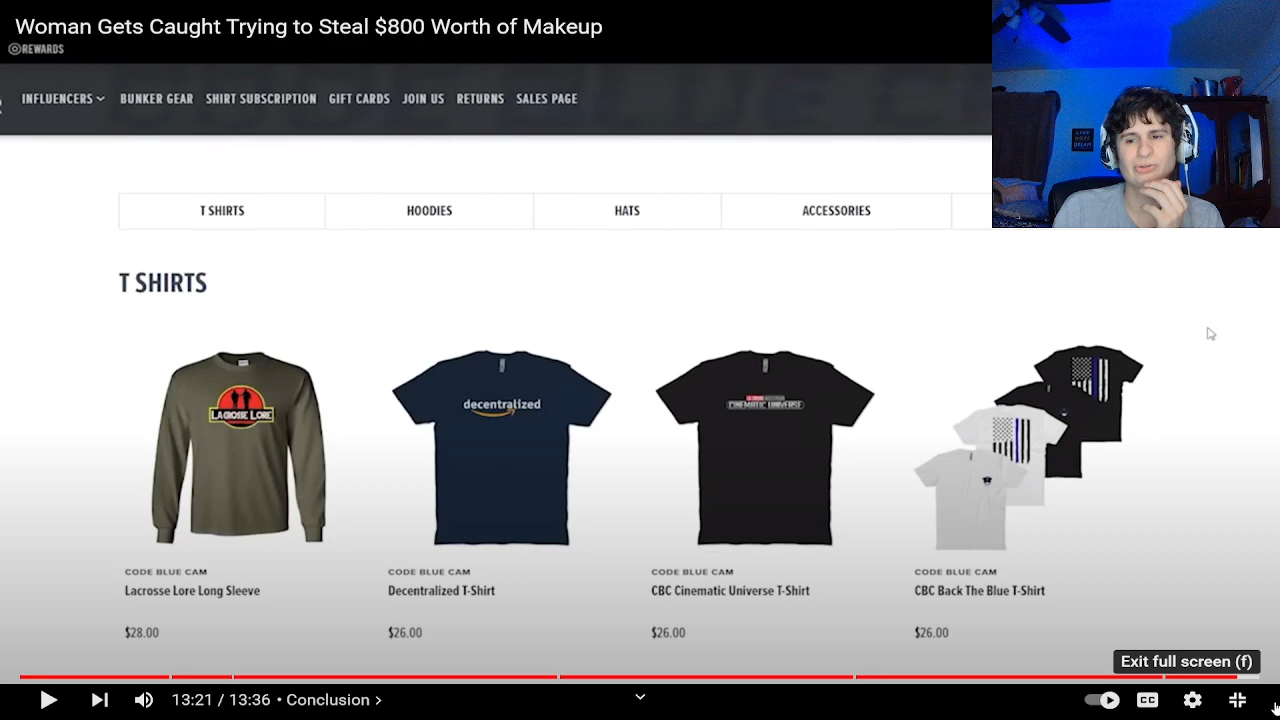 Woman Gets Caught Trying to Steal $800 Worth of Makeup
REWARDS
INFLUENCERS BUNKER GEAR SHIRT SUBSCRIPTION GIFT CARDS JOIN US RETURNS SALES PAGE
T SHIRTS HOODIES HATS ACCESSORIES
T SHIRTS
LACROSSE LORE
decentralized
CINEMATIC UNIVERSE
LIVE
HOPE
DREAM
CODE BLUE CAM CODE BLUE CAM CODE BLUE CAM CODE BLUE CAM
Lacrosse Lore Long Sleeve Decentralized T-Shirt CBC Cinematic Universe T-Shirt CBC Back The Blue T-Shirt
$28.00 $26.00 $26.00 $26.00
Exit full screen (f)
13:21 / 13:36 • Conclusion
CC